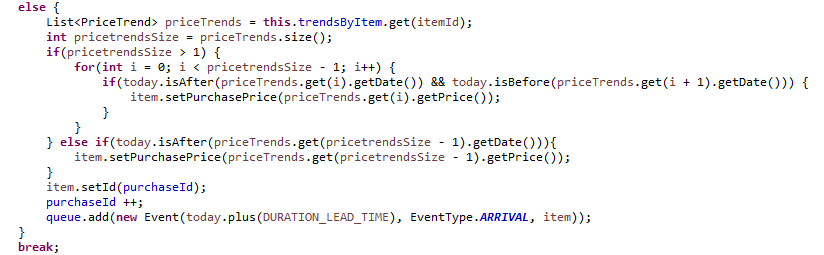 else {
List<PriceTrend> priceTrends = this.trendsByItem.get(itemId);
int pricetrendsSize = priceTrends.size();
if(pricetrendsSize > 1) {
for(int i = 0; i < pricetrendsSize - 1; i++) {
if(today.isAfter(priceTrends.get(i).getDate()) && today.isBefore(priceTrends.get(i + 1).getDate())) {
item.setPurchasePrice(priceTrends.get(i).getPrice());
}
}
} else if(today.isAfter(priceTrends.get(pricetrendsSize - 1).getDate())){
item.setPurchasePrice(priceTrends.get(pricetrendsSize - 1).getPrice());
}
item.setId(purchaseId);
purchaseId ++;
queue.add(new Event(today.plus(DURATION_LEAD_TIME), EventType.ARRIVAL, item));
}
break;